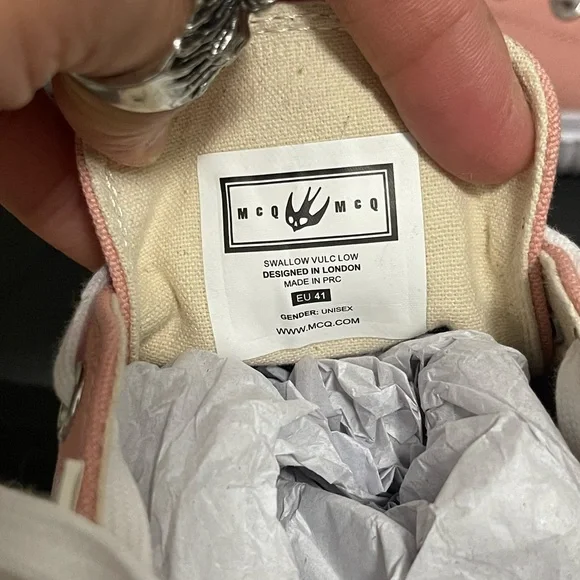 McQ McQ
SWALLOW VULC LOW
DESIGNED IN LONDON
MADE IN PRC
EU 41
GENDER: UNISEX
WWW.MCQ.COM